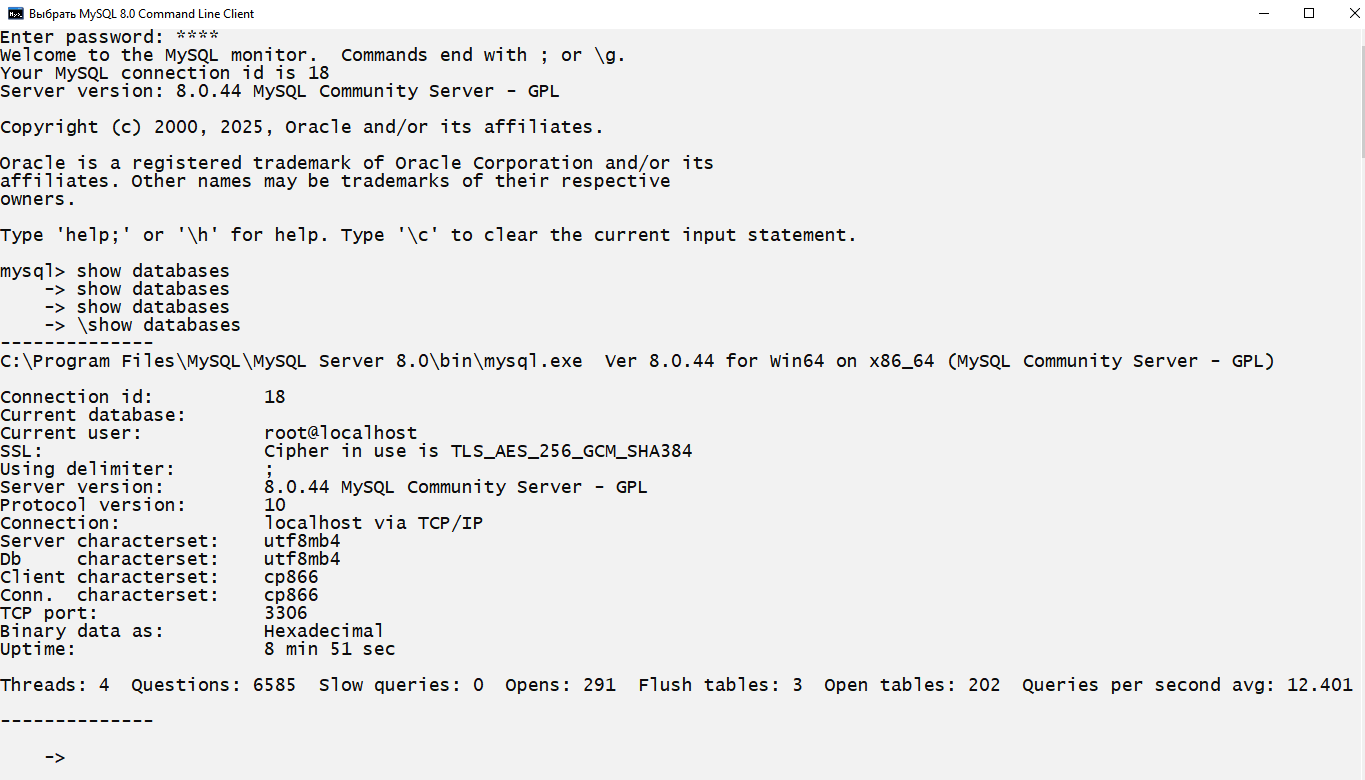 Выбрать MySQL 8.0 Command Line Client
Enter password: ****
Welcome to the MySQL monitor.  Commands end with ; or \g.
Your MySQL connection id is 18
Server version: 8.0.44 MySQL Community Server - GPL

Copyright (c) 2000, 2025, Oracle and/or its affiliates.

Oracle is a registered trademark of Oracle Corporation and/or its
affiliates. Other names may be trademarks of their respective
owners.

Type 'help;' or '\h' for help. Type '\c' to clear the current input statement.

mysql> show databases
    -> show databases
    -> show databases
    -> \show databases
--------------
C:\Program Files\MySQL\MySQL Server 8.0\bin\mysql.exe  Ver 8.0.44 for Win64 on x86_64 (MySQL Community Server - GPL)

Connection id:          18
Current database:
Current user:           root@localhost
SSL:                    Cipher in use is TLS_AES_256_GCM_SHA384
Using delimiter:        ;
Server version:         8.0.44 MySQL Community Server - GPL
Protocol version:       10
Connection:             localhost via TCP/IP
Server characterset:    utf8mb4
Db     characterset:    utf8mb4
Client characterset:    cp866
Conn.  characterset:    cp866
TCP port:               3306
Binary data as:         Hexadecimal
Uptime:                 8 min 51 sec

Threads: 4  Questions: 6585  Slow queries: 0  Opens: 291  Flush tables: 3  Open tables: 202  Queries per second avg: 12.401

--------------

    ->